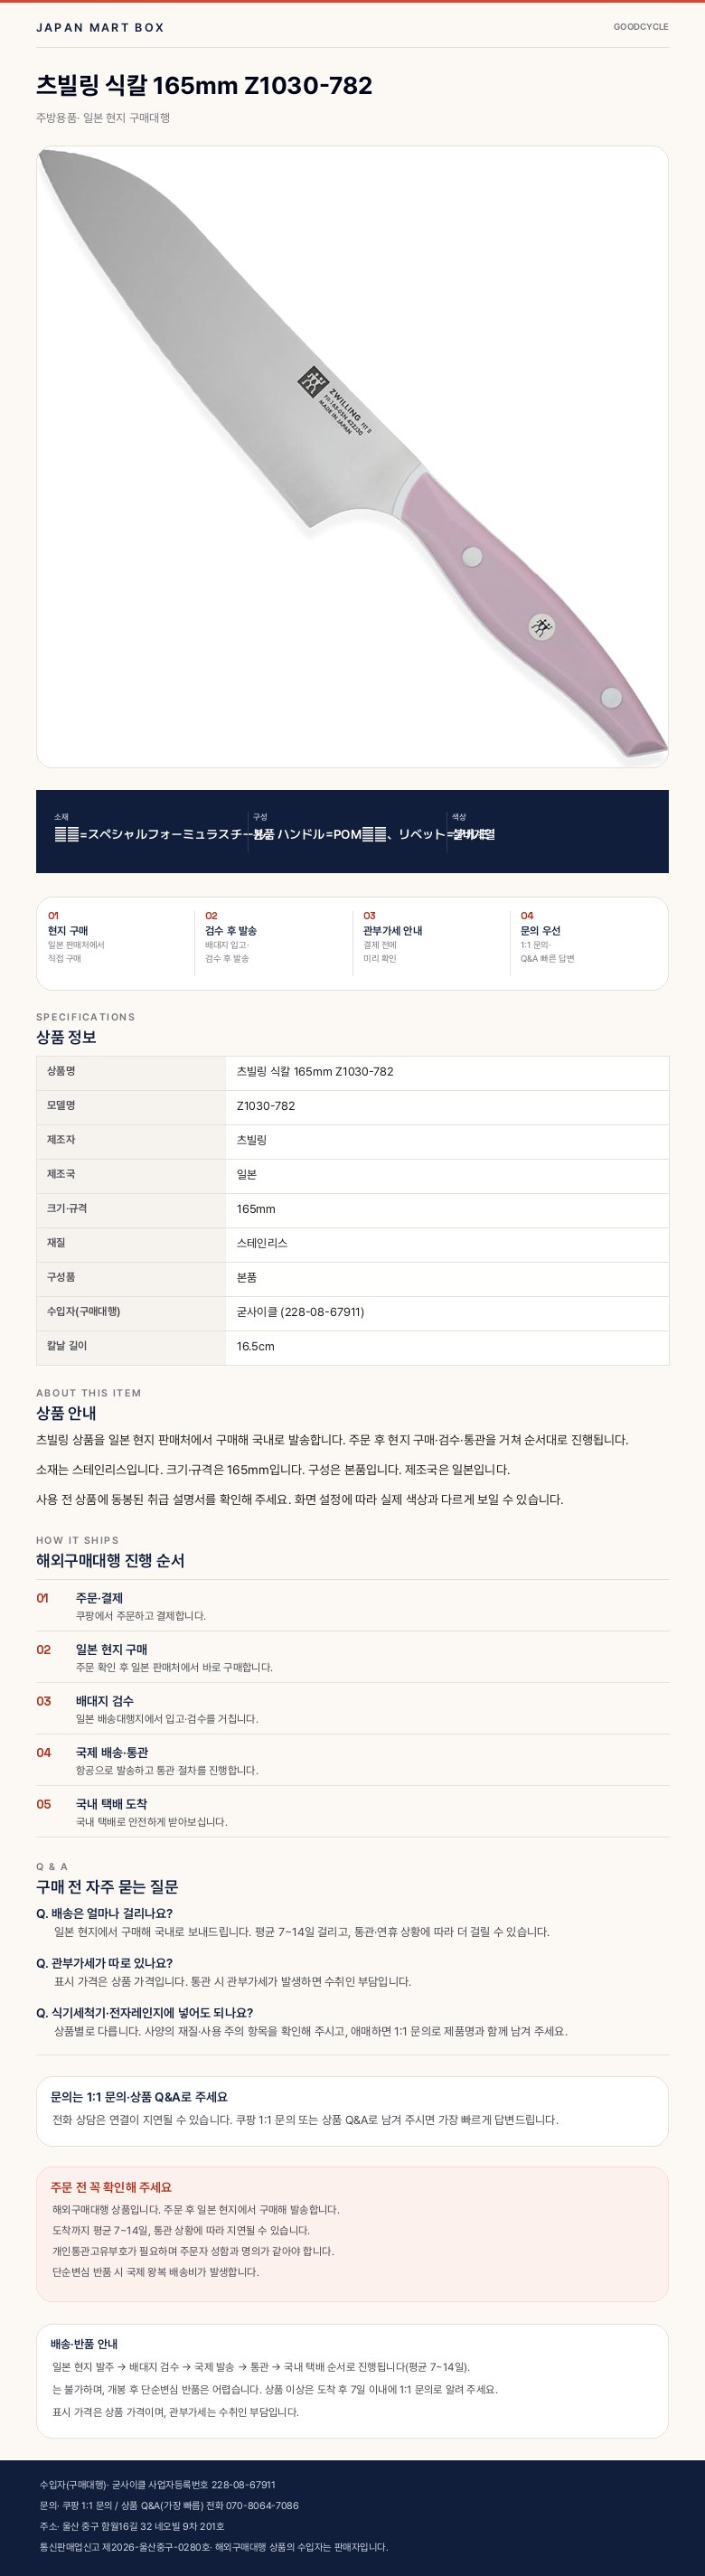 JAPAN MART BOX
GOODCYCLE
츠빌링 식칼 165mm Z1030-782
주방용품· 일본 현지 구매대행
ZWILLING FIT II
MADE IN JAPAN
소재
구성
색상
=スペシャルフォーミュラスチー
ハンドル=POM
、リベット=
01
현지 구매
일본 판매처에서
직접 구매
02
검수 후 발송
배대지 입고·
검수 후 발송
03
관부가세 안내
결제 전에
미리 확인
04
문의 우선
1:1 문의·
Q&A 빠른 답변
SPECIFICATIONS
상품 정보
상품명 츠빌링 식칼 165mm Z1030-782
모델명 Z1030-782
제조자 츠빌링
제조국 일본
크기·규격 165mm
재질 스테인리스
구성품 본품
수입자(구매대행) 굳사이클 (228-08-67911)
칼날 길이 16.5cm
ABOUT THIS ITEM
상품 안내
츠빌링 상품을 일본 현지 판매처에서 구매해 국내로 발송합니다. 주문 후 현지 구매·검수·통관을 거쳐 순서대로 진행됩니다.
소재는 스테인리스입니다. 크기·규격은 165mm입니다. 구성은 본품입니다. 제조국은 일본입니다.
사용 전 상품에 동봉된 취급 설명서를 확인해 주세요. 화면 설정에 따라 실제 색상과 다르게 보일 수 있습니다.
HOW IT SHIPS
해외구매대행 진행 순서
01 주문·결제
쿠팡에서 주문하고 결제합니다.
02 일본 현지 구매
주문 확인 후 일본 판매처에서 바로 구매합니다.
03 배대지 검수
일본 배송대행지에서 입고·검수를 거칩니다.
04 국제 배송·통관
항공으로 발송하고 통관 절차를 진행합니다.
05 국내 택배 도착
국내 택배로 안전하게 받아보십니다.
Q & A
구매 전 자주 묻는 질문
Q. 배송은 얼마나 걸리나요?
일본 현지에서 구매해 국내로 보내드립니다. 평균 7~14일 걸리고, 통관·연휴 상황에 따라 더 걸릴 수 있습니다.
Q. 관부가세가 따로 있나요?
표시 가격은 상품 가격입니다. 통관 시 관부가세가 발생하면 수취인 부담입니다.
Q. 식기세척기·전자레인지에 넣어도 되나요?
상품별로 다릅니다. 사양의 재질·사용 주의 항목을 확인해 주시고, 애매하면 1:1 문의로 제품명과 함께 남겨 주세요.
문의는 1:1 문의·상품 Q&A로 주세요
전화 상담은 연결이 지연될 수 있습니다. 쿠팡 1:1 문의 또는 상품 Q&A로 남겨 주시면 가장 빠르게 답변드립니다.
주문 전 꼭 확인해 주세요
해외구매대행 상품입니다. 주문 후 일본 현지에서 구매해 발송합니다.
도착까지 평균 7~14일, 통관 상황에 따라 지연될 수 있습니다.
개인통관고유부호가 필요하며 주문자 성함과 명의가 같아야 합니다.
단순변심 반품 시 국제 왕복 배송비가 발생합니다.
배송·반품 안내
일본 현지 발주 → 배대지 검수 → 국제 발송 → 통관 → 국내 택배 순서로 진행됩니다(평균 7~14일).
는 불가하며, 개봉 후 단순변심 반품은 어렵습니다. 상품 이상은 도착 후 7일 이내에 1:1 문의로 알려 주세요.
표시 가격은 상품 가격이며, 관부가세는 수취인 부담입니다.
수입자(구매대행)· 굳사이클 사업자등록번호 228-08-67911
문의· 쿠팡 1:1 문의 / 상품 Q&A(가장 빠름) 전화 070-8064-7086
주소· 울산 중구 함월16길 32 네오빌 9차 201호
통신판매업신고 제2026-울산중구-0280호· 해외구매대행 상품의 수입자는 판매자입니다.